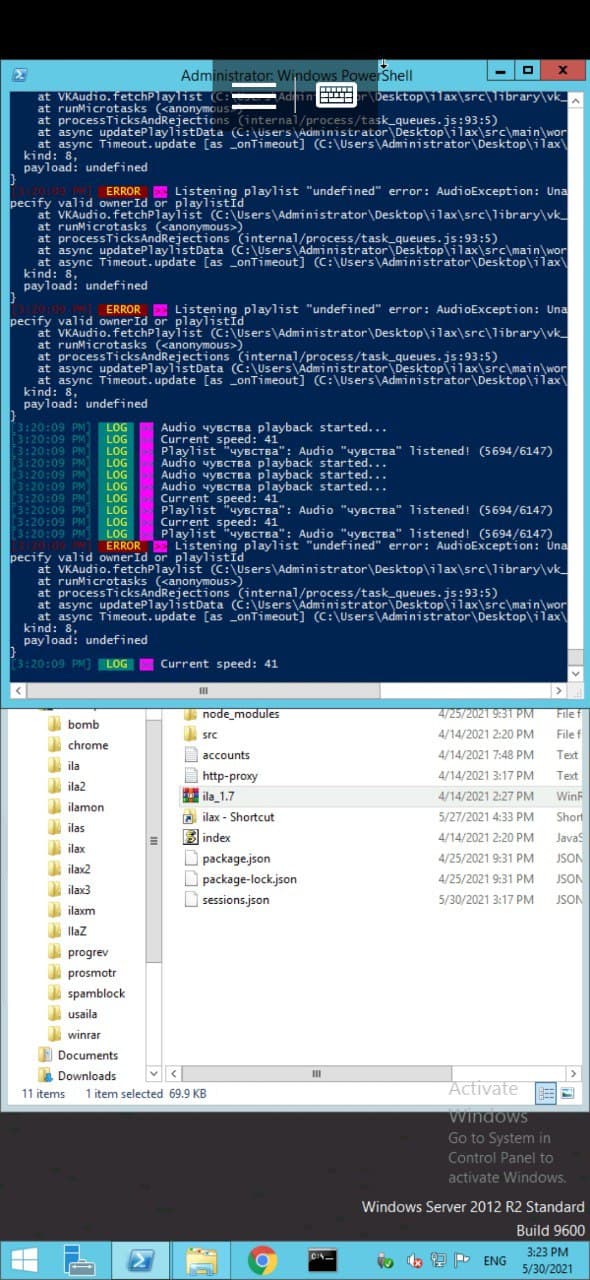 Administrator: Windows PowerShell
at VKAudio.fetchPlaylist (C:\Users\Administrator\Desktop\ilax\src\library\vk_
at runMicrotasks (<anonymous>)
at processTicksAndRejections (internal/process/task_queues.js:93:5)
at async updatePlaylistData (C:\Users\Administrator\Desktop\ilax\src\main\wor
at async Timeout.update [as _onTimeout] (C:\Users\Administrator\Desktop\ilax\
kind: 8,
payload: undefined
}
[3:20:09 PM] ERROR >> Listening playlist "undefined" error: AudioException: Una
pecify valid ownerId or playlistId
at VKAudio.fetchPlaylist (C:\Users\Administrator\Desktop\ilax\src\library\vk_
at runMicrotasks (<anonymous>)
at processTicksAndRejections (internal/process/task_queues.js:93:5)
at async updatePlaylistData (C:\Users\Administrator\Desktop\ilax\src\main\wor
at async Timeout.update [as _onTimeout] (C:\Users\Administrator\Desktop\ilax\
kind: 8,
payload: undefined
}
[3:20:09 PM] ERROR >> Listening playlist "undefined" error: AudioException: Una
pecify valid ownerId or playlistId
at VKAudio.fetchPlaylist (C:\Users\Administrator\Desktop\ilax\src\library\vk_
at runMicrotasks (<anonymous>)
at processTicksAndRejections (internal/process/task_queues.js:93:5)
at async updatePlaylistData (C:\Users\Administrator\Desktop\ilax\src\main\wor
at async Timeout.update [as _onTimeout] (C:\Users\Administrator\Desktop\ilax\
kind: 8,
payload: undefined
}
[3:20:09 PM] LOG >> Audio чувства playback started...
[3:20:09 PM] LOG >> Current speed: 41
[3:20:09 PM] LOG >> Playlist "чувства": Audio "чувства" listened! (5694/6147)
[3:20:09 PM] LOG >> Audio чувства playback started...
[3:20:09 PM] LOG >> Audio чувства playback started...
[3:20:09 PM] LOG >> Audio чувства playback started...
[3:20:09 PM] LOG >> Current speed: 41
[3:20:09 PM] LOG >> Playlist "чувства": Audio "чувства" listened! (5694/6147)
[3:20:09 PM] LOG >> Current speed: 41
[3:20:09 PM] LOG >> Playlist "чувства": Audio "чувства" listened! (5694/6147)
[3:20:09 PM] ERROR >> Listening playlist "undefined" error: AudioException: Una
pecify valid ownerId or playlistId
at VKAudio.fetchPlaylist (C:\Users\Administrator\Desktop\ilax\src\library\vk_
at runMicrotasks (<anonymous>)
at processTicksAndRejections (internal/process/task_queues.js:93:5)
at async updatePlaylistData (C:\Users\Administrator\Desktop\ilax\src\main\wor
at async Timeout.update [as _onTimeout] (C:\Users\Administrator\Desktop\ilax\
kind: 8,
payload: undefined
}
[3:20:09 PM] LOG >> Current speed: 41
bomb
chrome
ila
ila2
ilamon
ilas
ilax
ilax2
ilax3
ilaxm
IlaZ
progrev
prosmotr
spamblock
usaila
winrar
Documents
Downloads
node_modules 4/25/2021 9:31 PM File f
src 4/14/2021 2:20 PM File f
accounts 4/14/2021 7:48 PM Text
http-proxy 4/14/2021 3:17 PM Text
ila_1.7 4/14/2021 2:27 PM WinR
ilax - Shortcut 5/27/2021 4:33 PM Short
index 4/14/2021 2:20 PM JavaS
package.json 4/25/2021 9:31 PM JSON
package-lock.json 4/25/2021 9:31 PM JSON
sessions.json 5/30/2021 3:17 PM JSON
11 items 1 item selected 69.9 KB
Activate
Windows
Go to System in
Control Panel to
activate Windows.
Windows Server 2012 R2 Standard
Build 9600
ENG
3:23 PM
5/30/2021